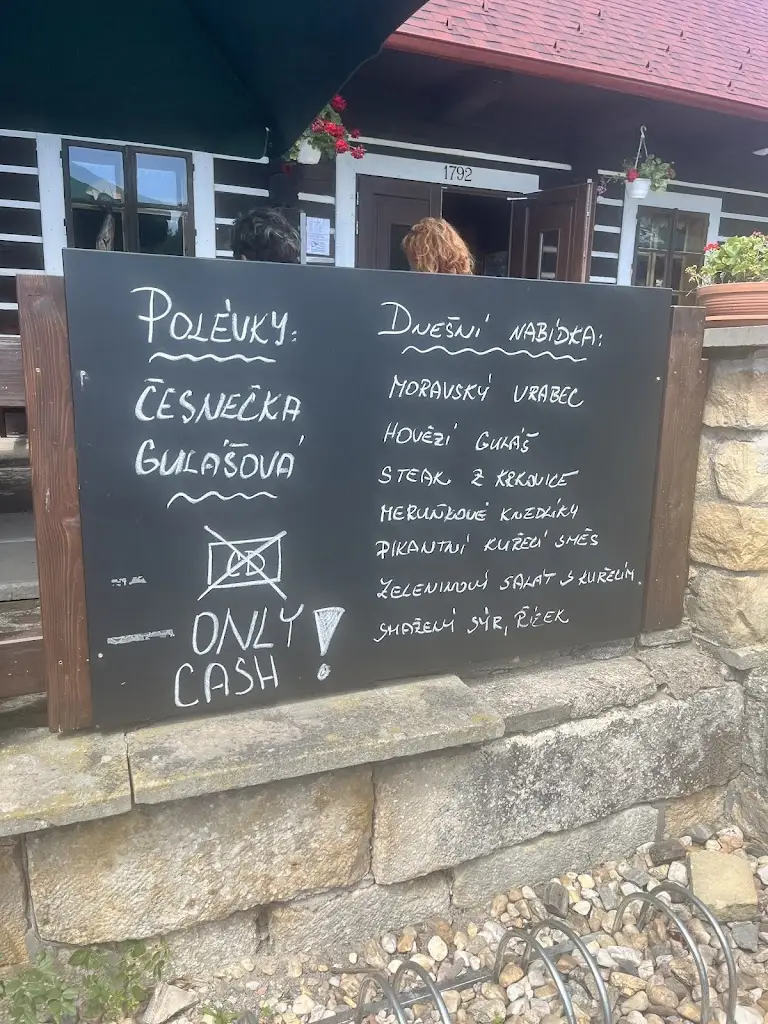 1792
POLÉVKY:
ČESNEČKA
GULÁŠOVÁ
ONLY
CASH !
DNEŠNÍ NABÍDKA:
MORAVSKÝ VRABEC
HOVĚZÍ GULÁŠ
STEAK Z KRKOVICE
MERUŇKOVÉ KNEDLÍKY
PIKANTNÍ KUŘECÍ SMĚS
ZELENINOVÝ SALÁT S KUŘECÍM.
SMAŽENÝ SÝR, ŘÍZEK